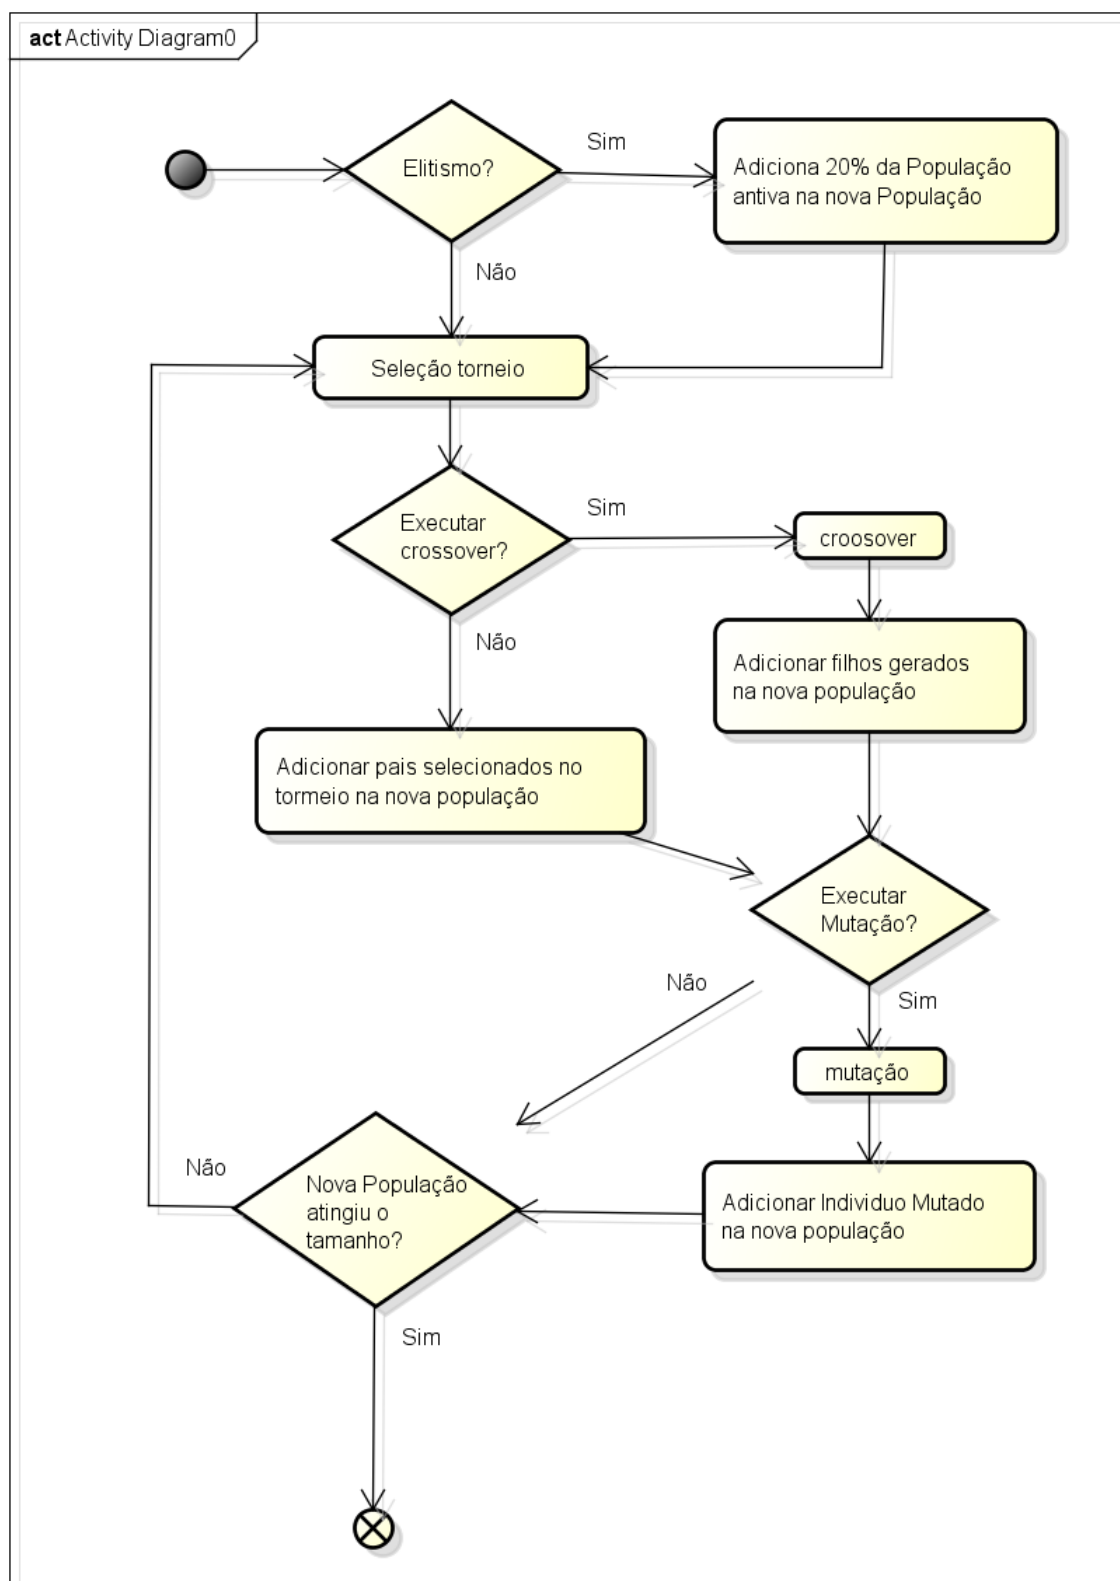 act Activity Diagram0
Elitismo?
Sim
Adiciona 20% da População
antiva na nova População
Não
Seleção torneio
Executar
crossover?
Sim
croosover
Não
Adicionar filhos gerados
na nova população
Adicionar pais selecionados no
tormeio na nova população
Executar
Mutação?
Não
Sim
mutação
Não
Nova População
atingiu o
tamanho?
Adicionar Individuo Mutado
na nova população
Sim